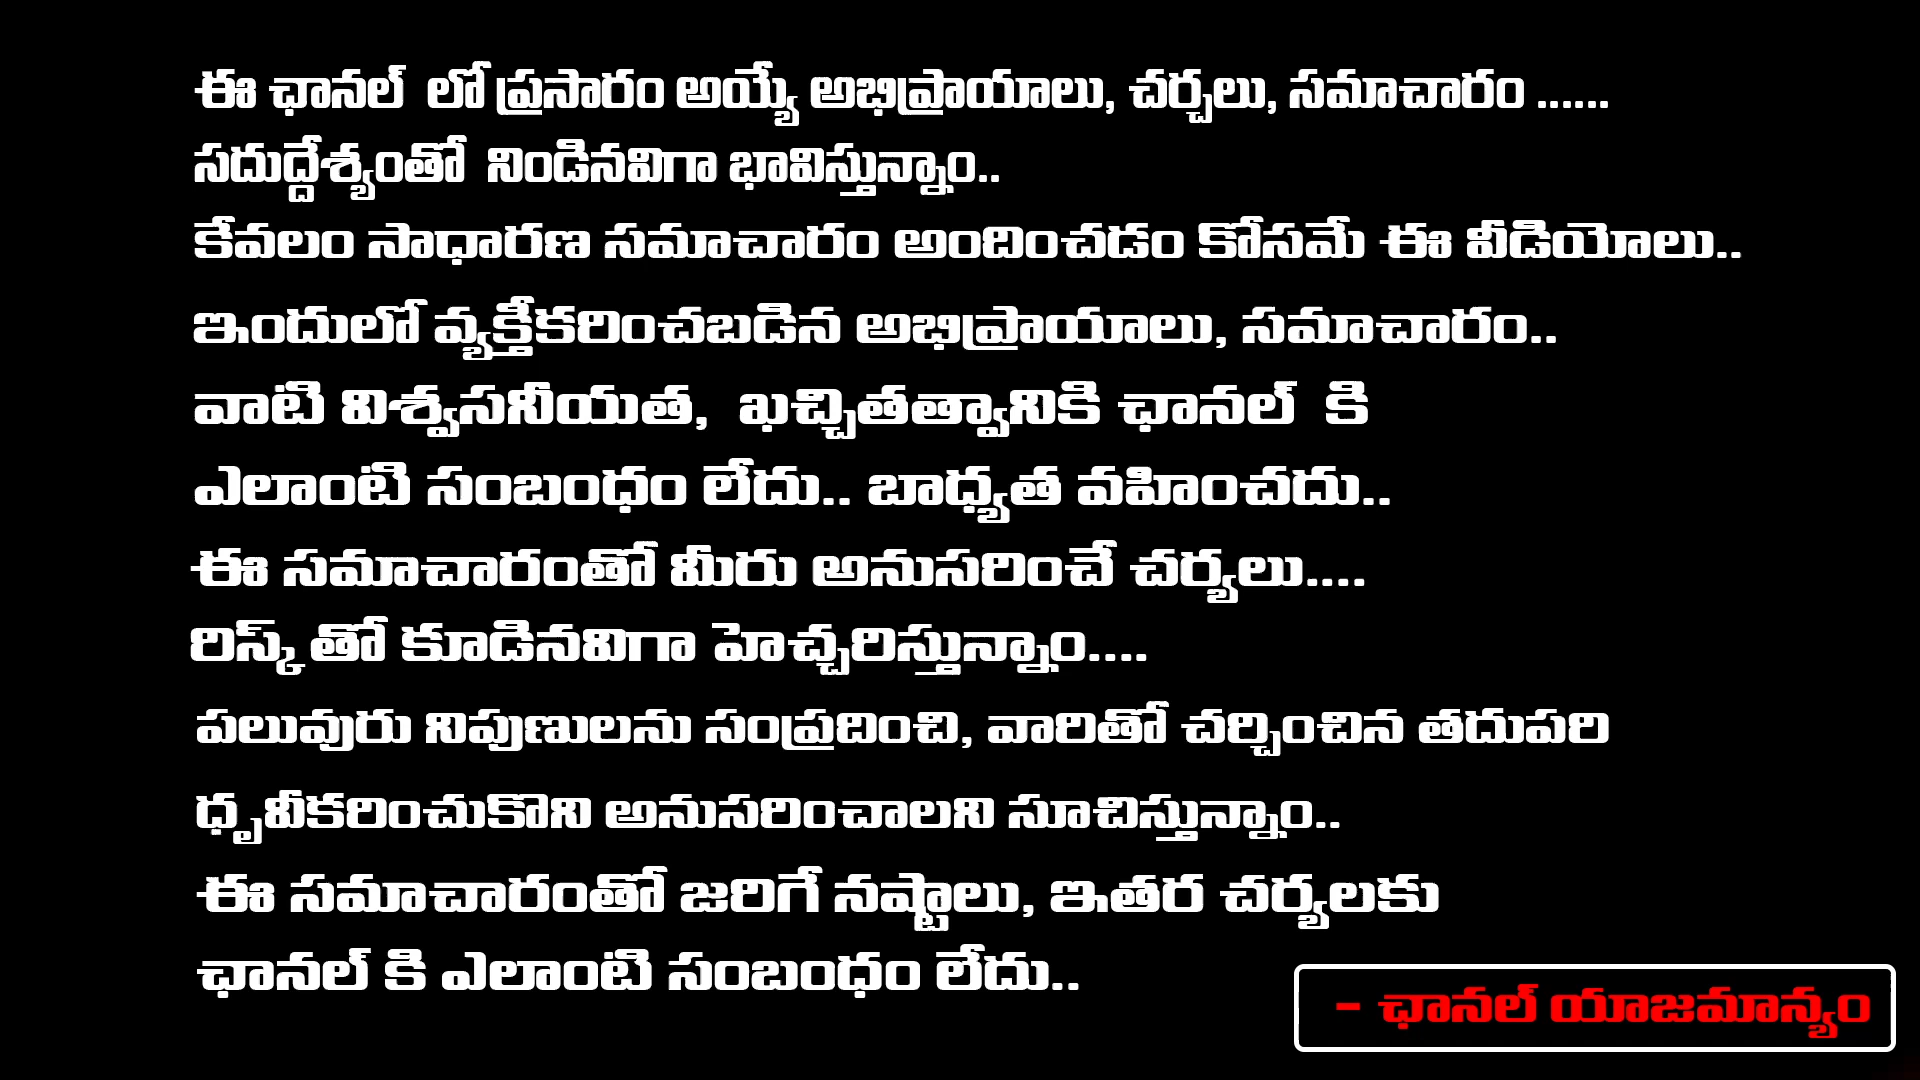 ఈ ఛానల్ లో ప్రసారం అయ్యే అభిప్రాయాలు, చర్చలు, సమాచారం ......
సదుద్దేశ్యంతో నిండినవిగా భావిస్తున్నాం..
కేవలం సాధారణ సమాచారం అందించడం కోసమే ఈ వీడియోలు..
ఇందులో వ్యక్తీకరించబడిన అభిప్రాయాలు, సమాచారం..
వాటి విశ్వసనీయత, ఖచ్చితత్వానికి ఛానల్ కి
ఎలాంటి సంబంధం లేదు.. బాధ్యత వహించదు..
ఈ సమాచారంతో మీరు అనుసరించే చర్యలు....
రిస్క్ తో కూడినవిగా హెచ్చరిస్తున్నాం....
పలువురు నిపుణులను సంప్రదించి, వారితో చర్చించిన తదుపరి
ధృవీకరించుకొని అనుసరించాలని సూచిస్తున్నాం..
ఈ సమాచారంతో జరిగే నష్టాలు, ఇతర చర్యలకు
ఛానల్ కి ఎలాంటి సంబంధం లేదు..
- ఛానల్ యాజమాన్యం